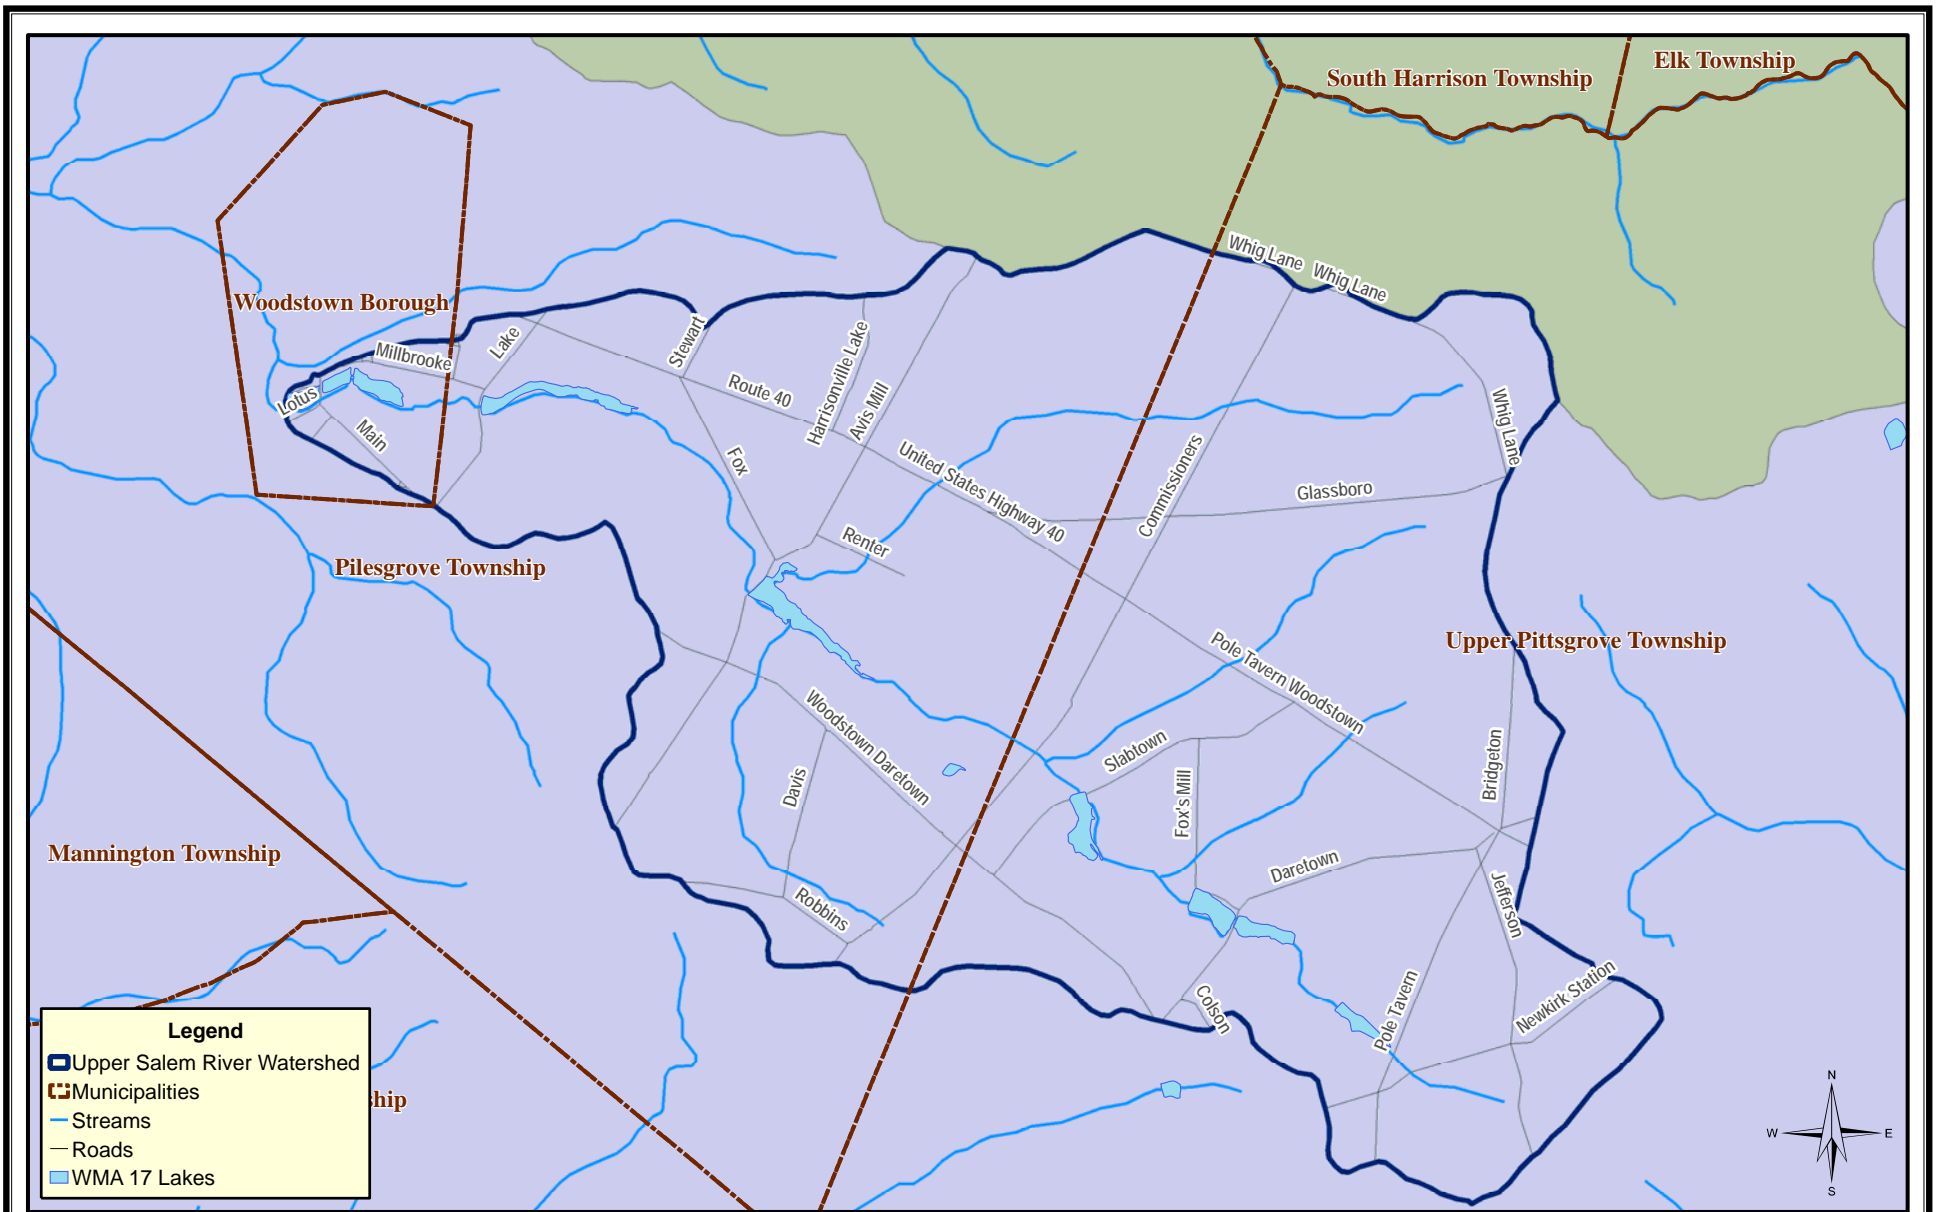 South Harrison Township
Elk Township
Whig Lane
Whig Lane
Woodstown Borough
Millbrooke
Lake
Stewart
Route 40
Harrisonville Lake
Avis Mill
Lotus
Main
Fox
United States Highway 40
Commissioners
Glassboro
Whig Lane
Renter
Pilesgrove Township
Upper Pittsgrove Township
Pole Tavern Woodstown
Woodstown Daretown
Davis
Slabtown
Fox's Mill
Bridgeton
Mannington Township
Daretown
Jefferson
Robbins
Colson
Pole Tavern
Newkirk Station
ship
Legend
Upper Salem River Watershed
Municipalities
Streams
Roads
WMA 17 Lakes
N
W
E
S